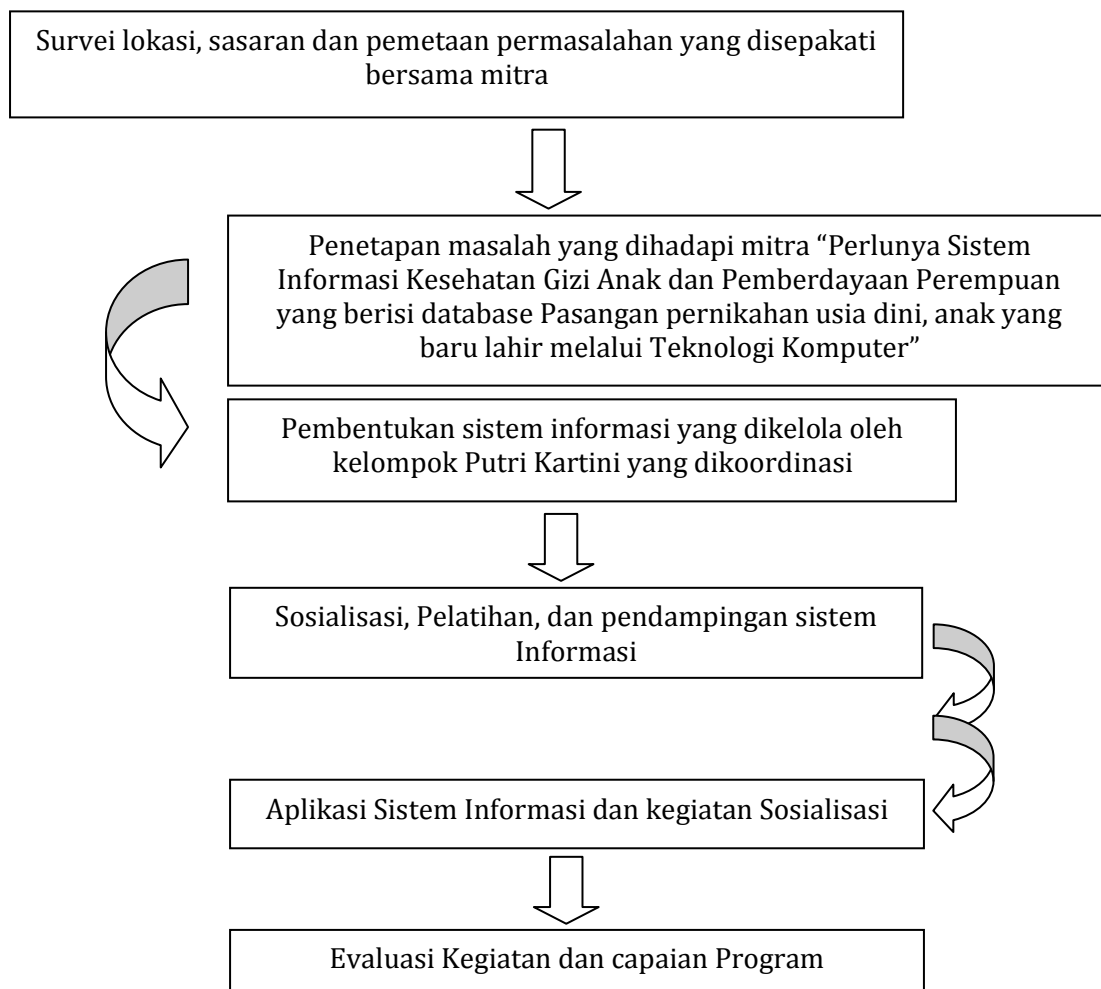 Survei lokasi, sasaran dan pemetaan permasalahan yang disepakati
bersama mitra
Penetapan masalah yang dihadapi mitra “Perlunya Sistem
Informasi Kesehatan Gizi Anak dan Pemberdayaan Perempuan
yang berisi database Pasangan pernikahan usia dini, anak yang
baru lahir melalui Teknologi Komputer”
Pembentukan sistem informasi yang dikelola oleh
kelompok Putri Kartini yang dikoordinasi
Sosialisasi, Pelatihan, dan pendampingan sistem
Informasi
Aplikasi Sistem Informasi dan kegiatan Sosialisasi
Evaluasi Kegiatan dan capaian Program